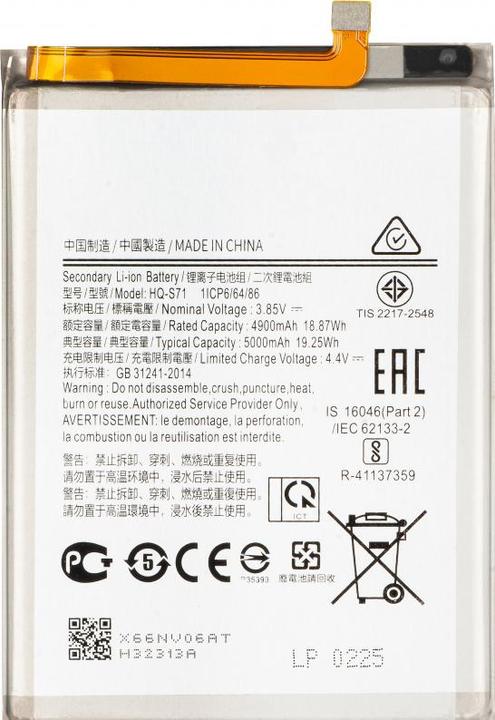 中国制造/中國製造/MADE IN CHINA
Secondary Li-ion Battery/锂离子电池组/二次鋰電池組
型号/型號/Model: HQ-S71 1ICP6/64/86
标称电压/標稱電壓/Nominal Voltage: 3.85V⎓
额定容量/額定容量/Rated Capacity: 4900mAh 18.87Wh
典型容量/典型容量/Typical Capacity: 5000mAh 19.25Wh
充电限制电压/充電限制電壓/Limited Charge Voltage: 4.4V⎓
执行标准: GB 31241-2014
Warning: Do not disassemble,crush,puncture,heat,
burn or reuse.Authorized Service Provider Only,
AVERTISSEMENT: le demontage, la perforation,
la combustion ou la reutilisation est interdite.
警告: 禁止拆卸、穿刺、燃烧或重复使用。
请勿置于高温环境中，浸水后禁止使用。
警告: 禁止拆卸、穿刺、燃燒或重復使用。
請勿置于高溫環境中，浸水後禁止使用。
TIS 2217-2548
EAC
IS 16046(Part 2)
/IEC 62133-2
R-41137359
ICT
PG
5
CE
R35393
廢電池請回收
X66NV06AT
H32313A
LP 0225